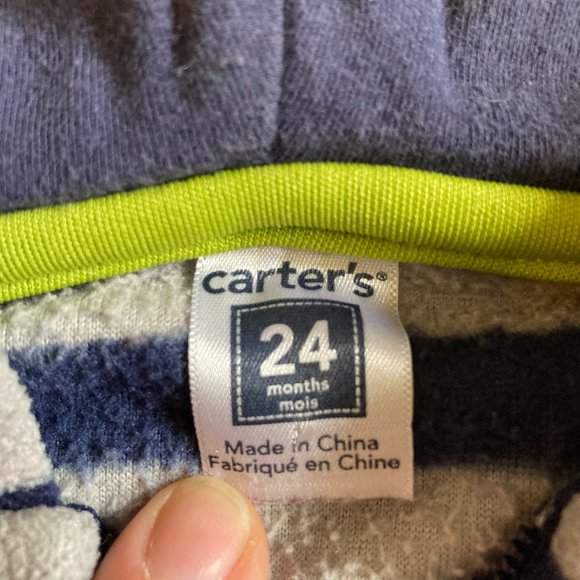 carter's®
24
months
mois
Made in China
Fabriqué en Chine